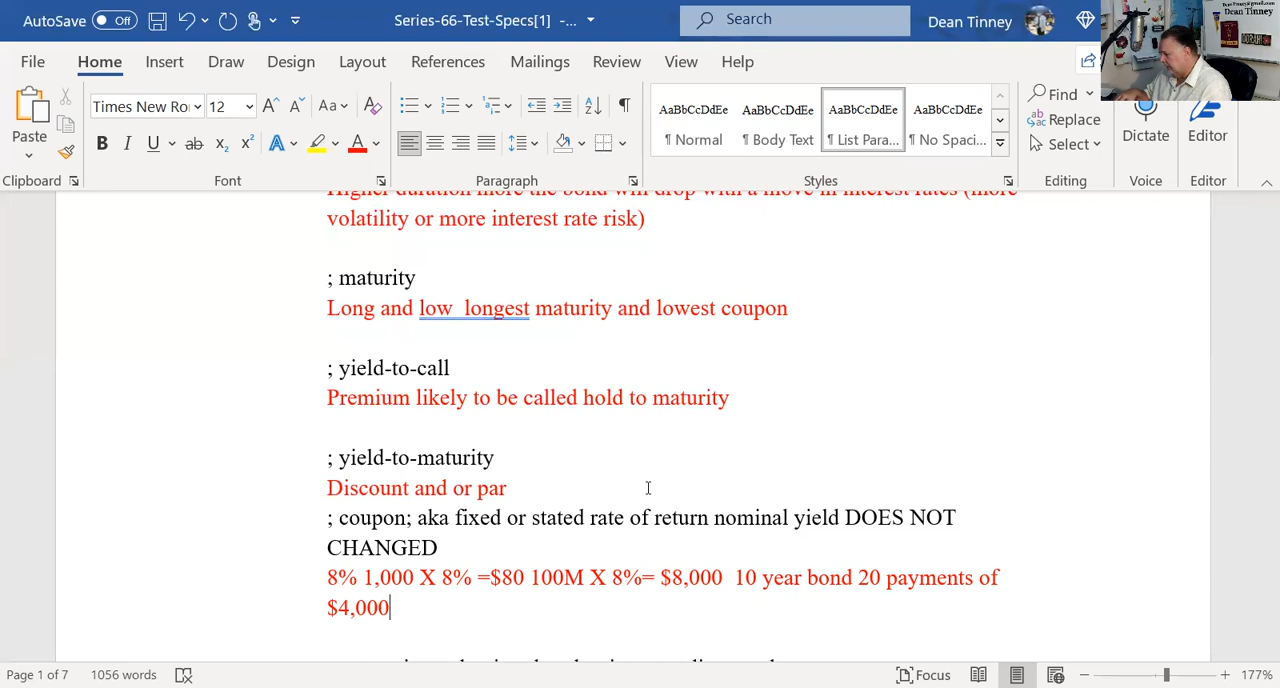 AutoSave Off Series-66-Test-Specs[1] -... Search Dean Tinney
File Home Insert Draw Design Layout References Mailings Review View Help
Paste Times New Ro 12 Aa AaBbCcDdEe AaBbCcDdEe AaBbCcDdEe AaBbCcDdEe Find Replace Select Dictate Editor
¶ Normal ¶ Body Text ¶ List Para... ¶ No Spaci...
Clipboard Font Paragraph Styles Editing Voice Editor
Higher duration more the bond will drop with a move in interest rates (more
volatility or more interest rate risk)
; maturity
Long and low longest maturity and lowest coupon
; yield-to-call
Premium likely to be called hold to maturity
; yield-to-maturity
Discount and or par
; coupon; aka fixed or stated rate of return nominal yield DOES NOT
CHANGED
8% 1,000 X 8% =$80 100M X 8%= $8,000 10 year bond 20 payments of
$4,000
Page 1 of 7 1056 words Focus 177%